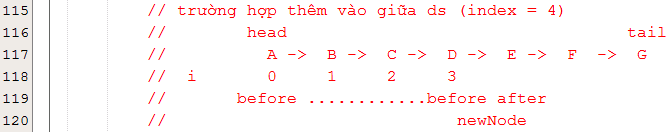 115 // trường hợp thêm vào giữa ds (index = 4)
116 // head tail
117 // A -> B -> C -> D -> E -> F -> G
118 // i 0 1 2 3
119 // before ............before after
120 // newNode